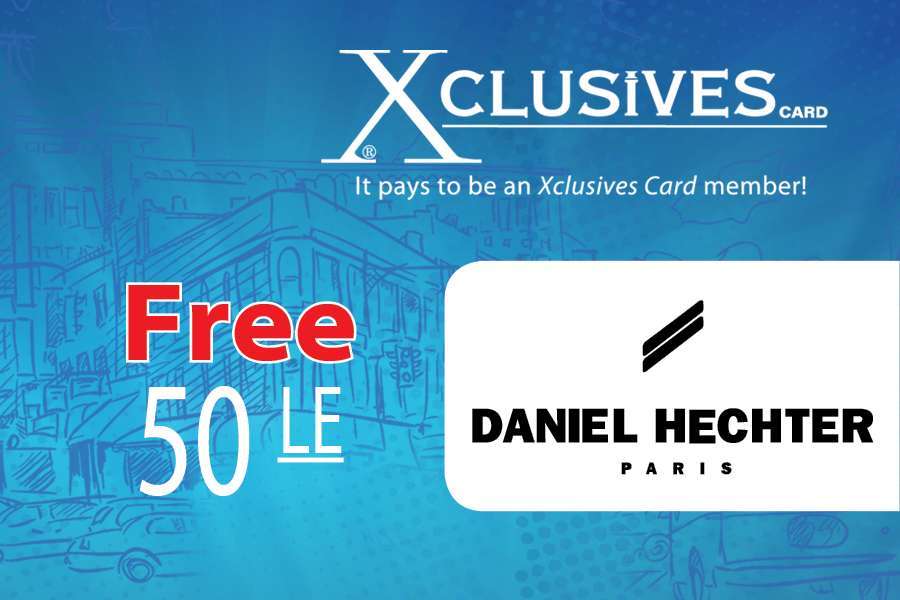 XCLUSiVES CARD
®
It pays to be an Xclusives Card member!
Free
50 LE
DANIEL HECHTER
PARIS